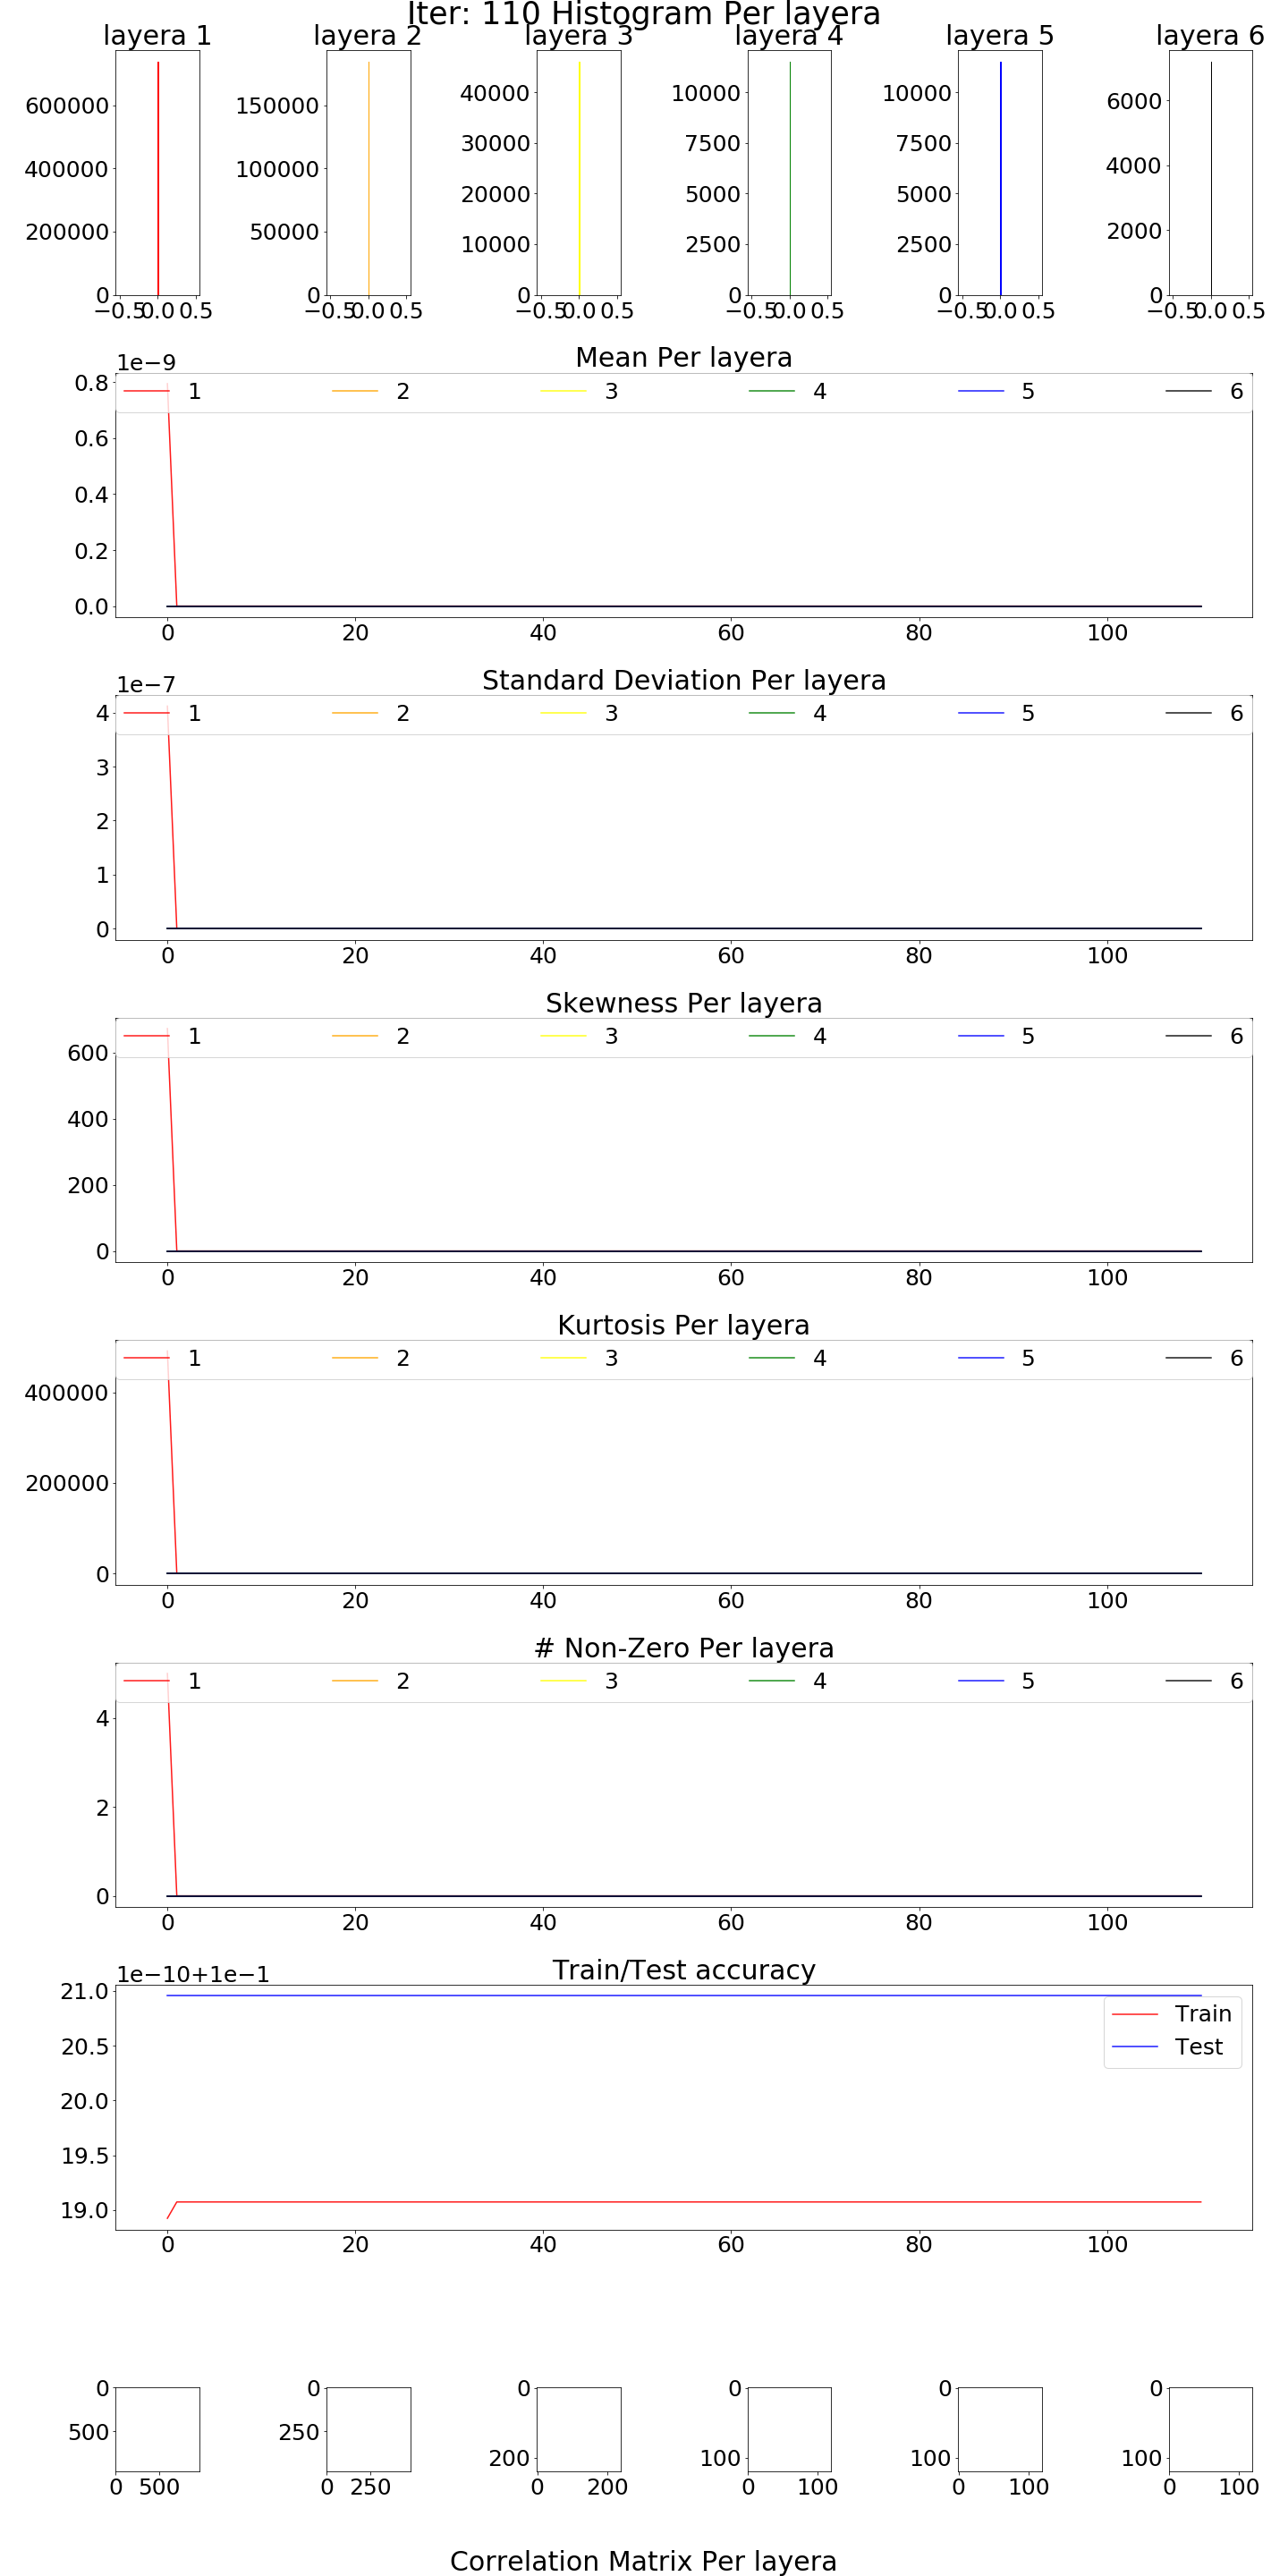 Iter: 110 Histogram Per layera
layera 1 layera 2 layera 3 layera 4 layera 5 layera 6
600000 150000 40000 10000 10000 6000
400000 100000 30000 7500 7500 4000
200000 50000 20000 5000 5000 2000
10000 2500 2500
0 0 0 0 0 0
−0.5 0.0 0.5 −0.5 0.0 0.5 −0.5 0.0 0.5 −0.5 0.0 0.5 −0.5 0.0 0.5 −0.5 0.0 0.5
1e−9 Mean Per layera
0.8 1 2 3 4 5 6
0.6
0.4
0.2
0.0
0 20 40 60 80 100
1e−7 Standard Deviation Per layera
4 1 2 3 4 5 6
3
2
1
0
0 20 40 60 80 100
Skewness Per layera
1 2 3 4 5 6
600
400
200
0
0 20 40 60 80 100
Kurtosis Per layera
1 2 3 4 5 6
400000
200000
0
0 20 40 60 80 100
# Non-Zero Per layera
1 2 3 4 5 6
4
2
0
0 20 40 60 80 100
1e−10+1e−1 Train/Test accuracy
21.0
Train
20.5 Test
20.0
19.5
19.0
0 20 40 60 80 100
0 0 0 0 0 0
500 250 200 100 100 100
0 500 0 250 0 200 0 100 0 100 0 100
Correlation Matrix Per layera